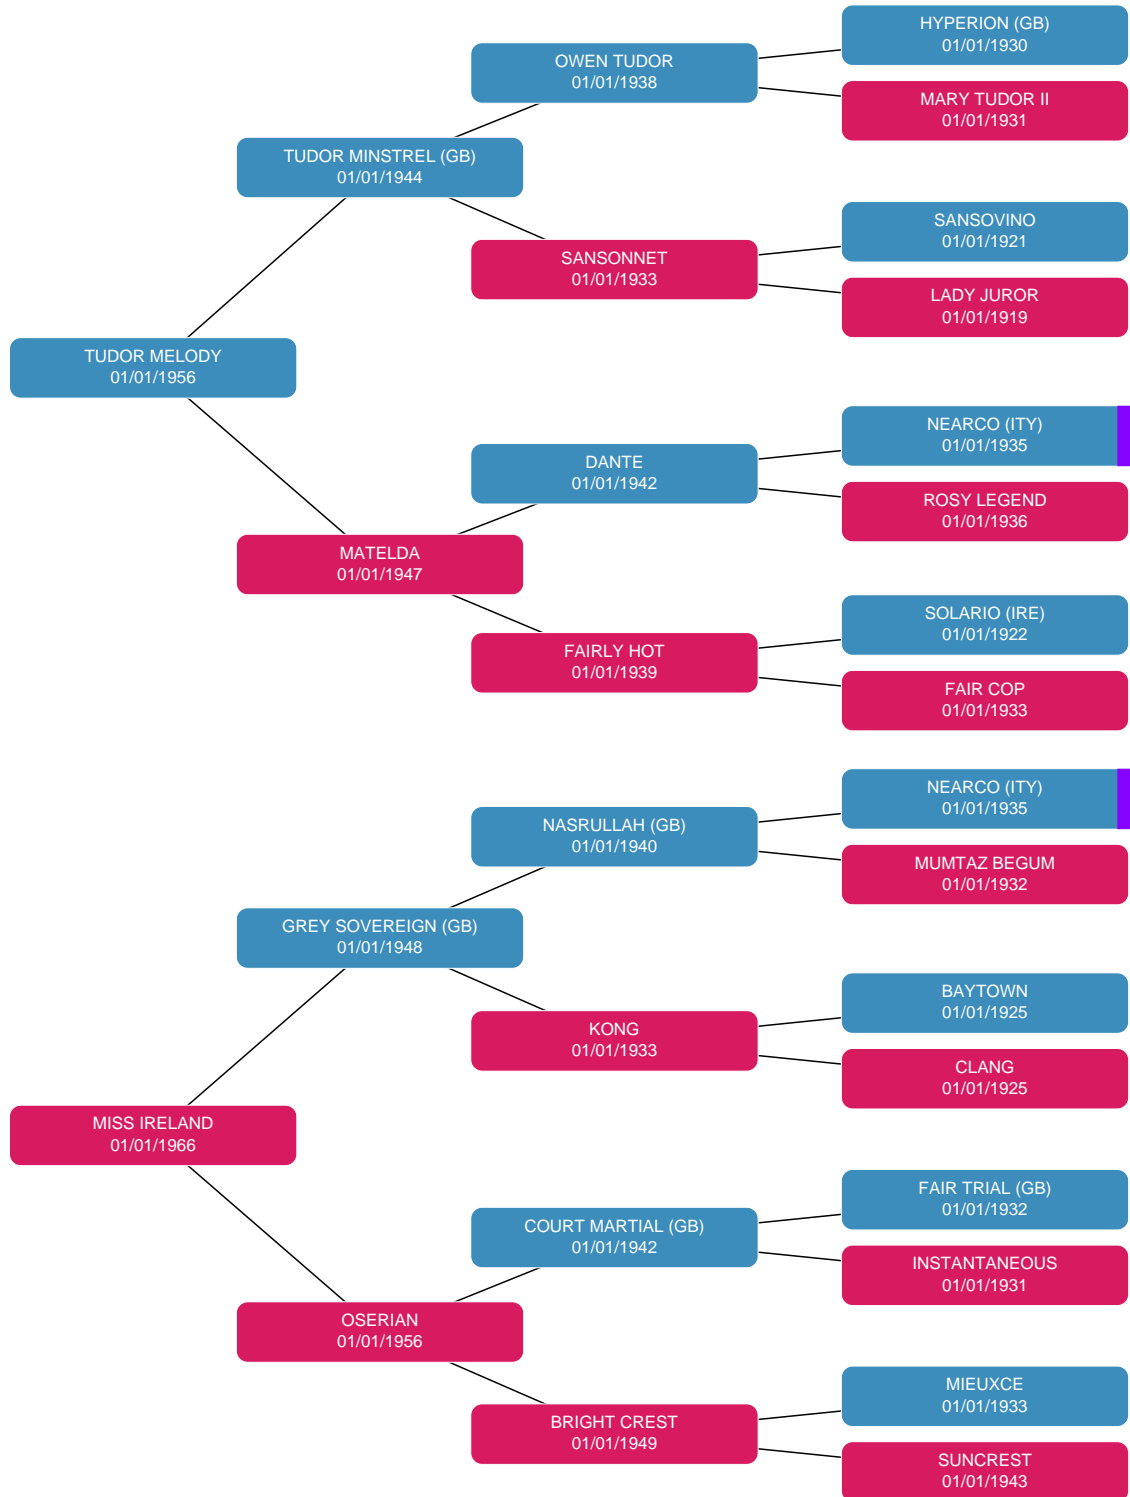 HYPERION (GB)
01/01/1930
OWEN TUDOR
01/01/1938
MARY TUDOR II
01/01/1931
TUDOR MINSTREL (GB)
01/01/1944
SANSOVINO
01/01/1921
SANSONNET
01/01/1933
LADY JUROR
01/01/1919
TUDOR MELODY
01/01/1956
NEARCO (ITY)
01/01/1935
DANTE
01/01/1942
ROSY LEGEND
01/01/1936
MATELDA
01/01/1947
SOLARIO (IRE)
01/01/1922
FAIRLY HOT
01/01/1939
FAIR COP
01/01/1933
NEARCO (ITY)
01/01/1935
NASRULLAH (GB)
01/01/1940
MUMTAZ BEGUM
01/01/1932
GREY SOVEREIGN (GB)
01/01/1948
BAYTOWN
01/01/1925
KONG
01/01/1933
CLANG
01/01/1925
MISS IRELAND
01/01/1966
FAIR TRIAL (GB)
01/01/1932
COURT MARTIAL (GB)
01/01/1942
INSTANTANEOUS
01/01/1931
OSERIAN
01/01/1956
MIEUXCE
01/01/1933
BRIGHT CREST
01/01/1949
SUNCREST
01/01/1943